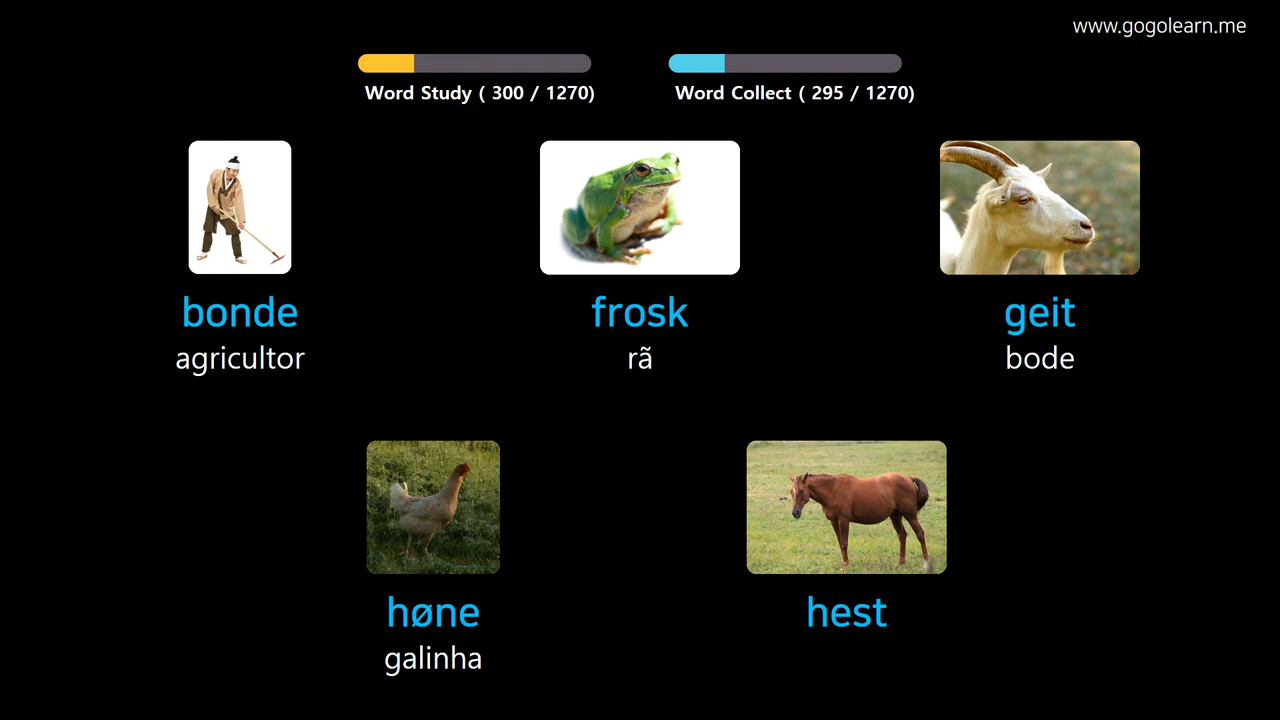 www.gogolearn.me
Word Study ( 300 / 1270)
Word Collect ( 295 / 1270)
bonde
agricultor
frosk
rã
geit
bode
høne
galinha
hest